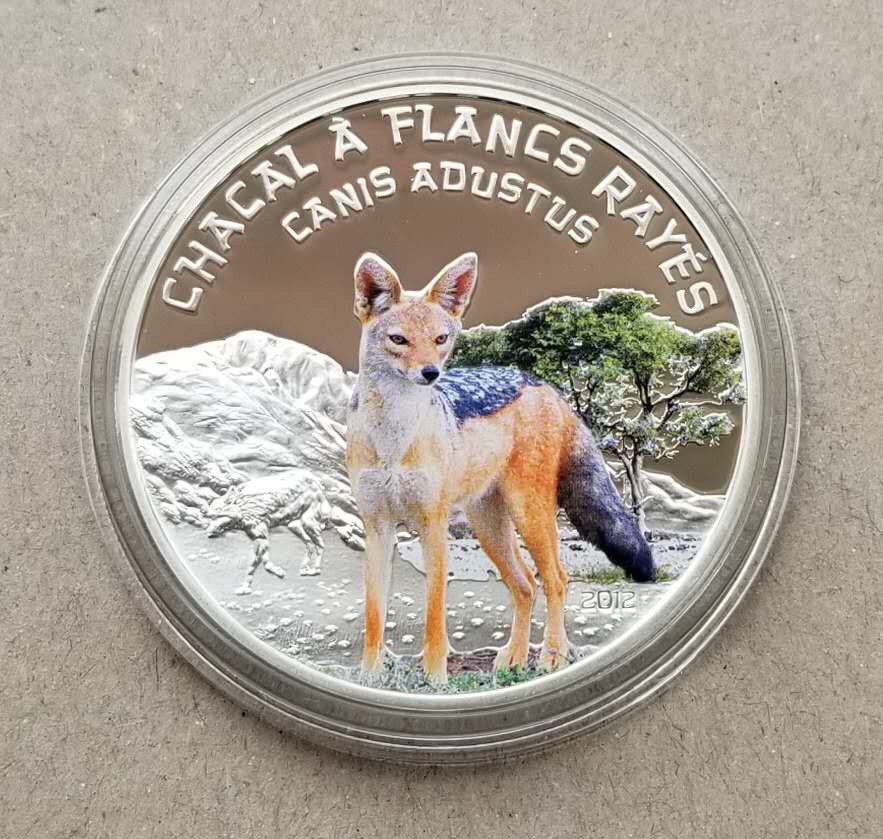 CHACAL À FLANCS RAYÉS
CANIS ADUSTUS
2012